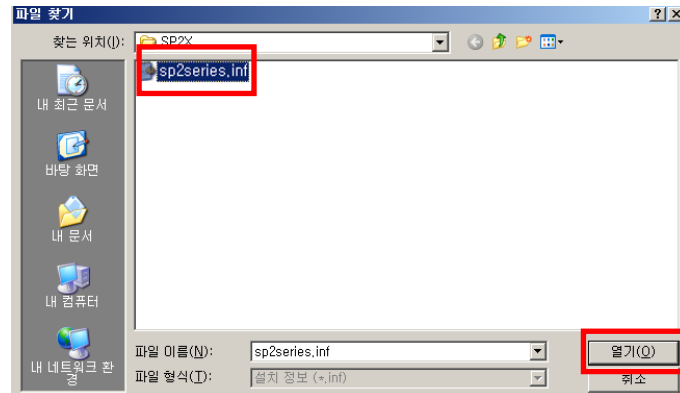 파일 찾기
찾는 위치(I):
SP2X
sp2series.inf
내 최근 문서
바탕 화면
내 문서
내 컴퓨터
내 네트워크 환
경
파일 이름(N):
sp2series.inf
열기(O)
파일 형식(T):
설치 정보 (*.inf)
취소